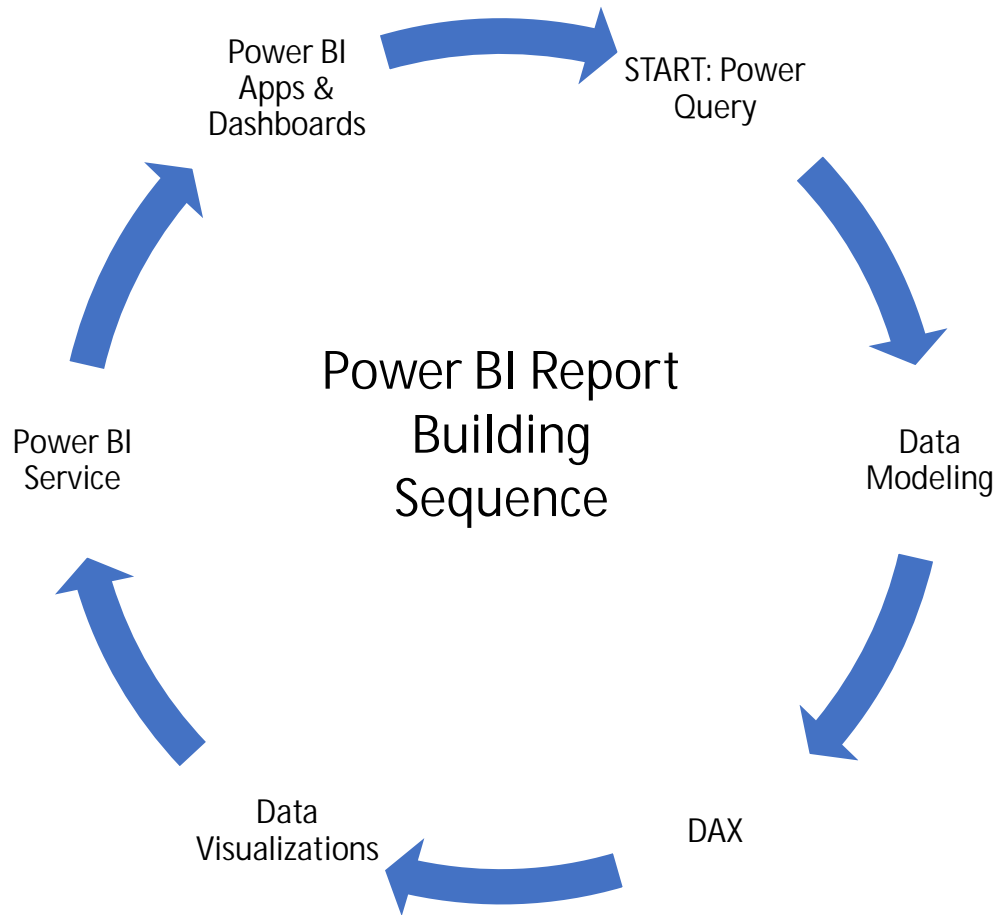 Power BI
Apps &
Dashboards
START: Power
Query
Data
Modeling
DAX
Data
Visualizations
Power BI
Service
Power BI Report
Building
Sequence